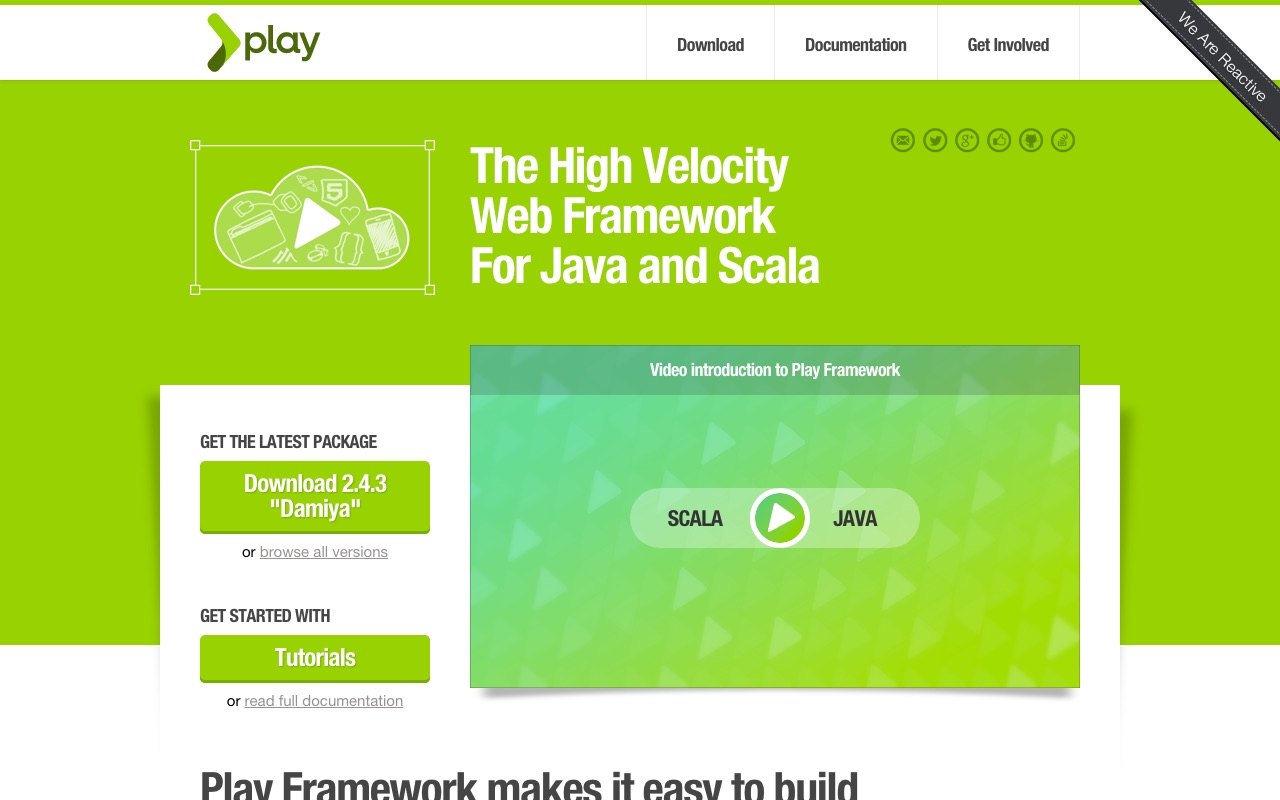 play
Download
Documentation
Get Involved
We Are Reactive
The High Velocity
Web Framework
For Java and Scala
Video introduction to Play Framework
GET THE LATEST PACKAGE
Download 2.4.3
"Damiya"
or browse all versions
SCALA
JAVA
GET STARTED WITH
Tutorials
or read full documentation
Play Framework makes it easy to build